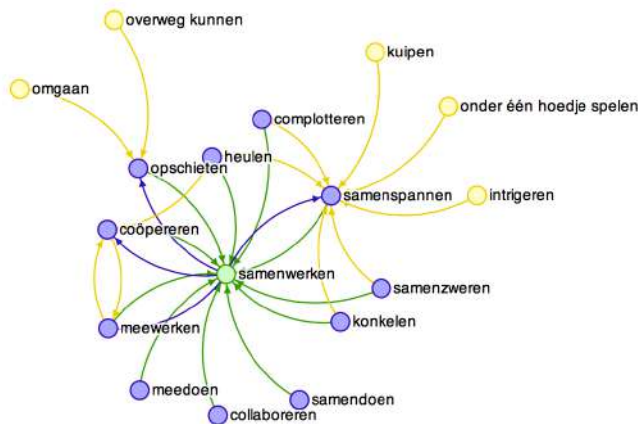 overweg kunnen
kuipen
omgaan
onder één hoedje spelen
complotteren
heulen
opschieten
samenspannen
intrigeren
coöpereren
samenwerken
samenzweren
konkelen
meewerken
meedoen
samendoen
collaboreren